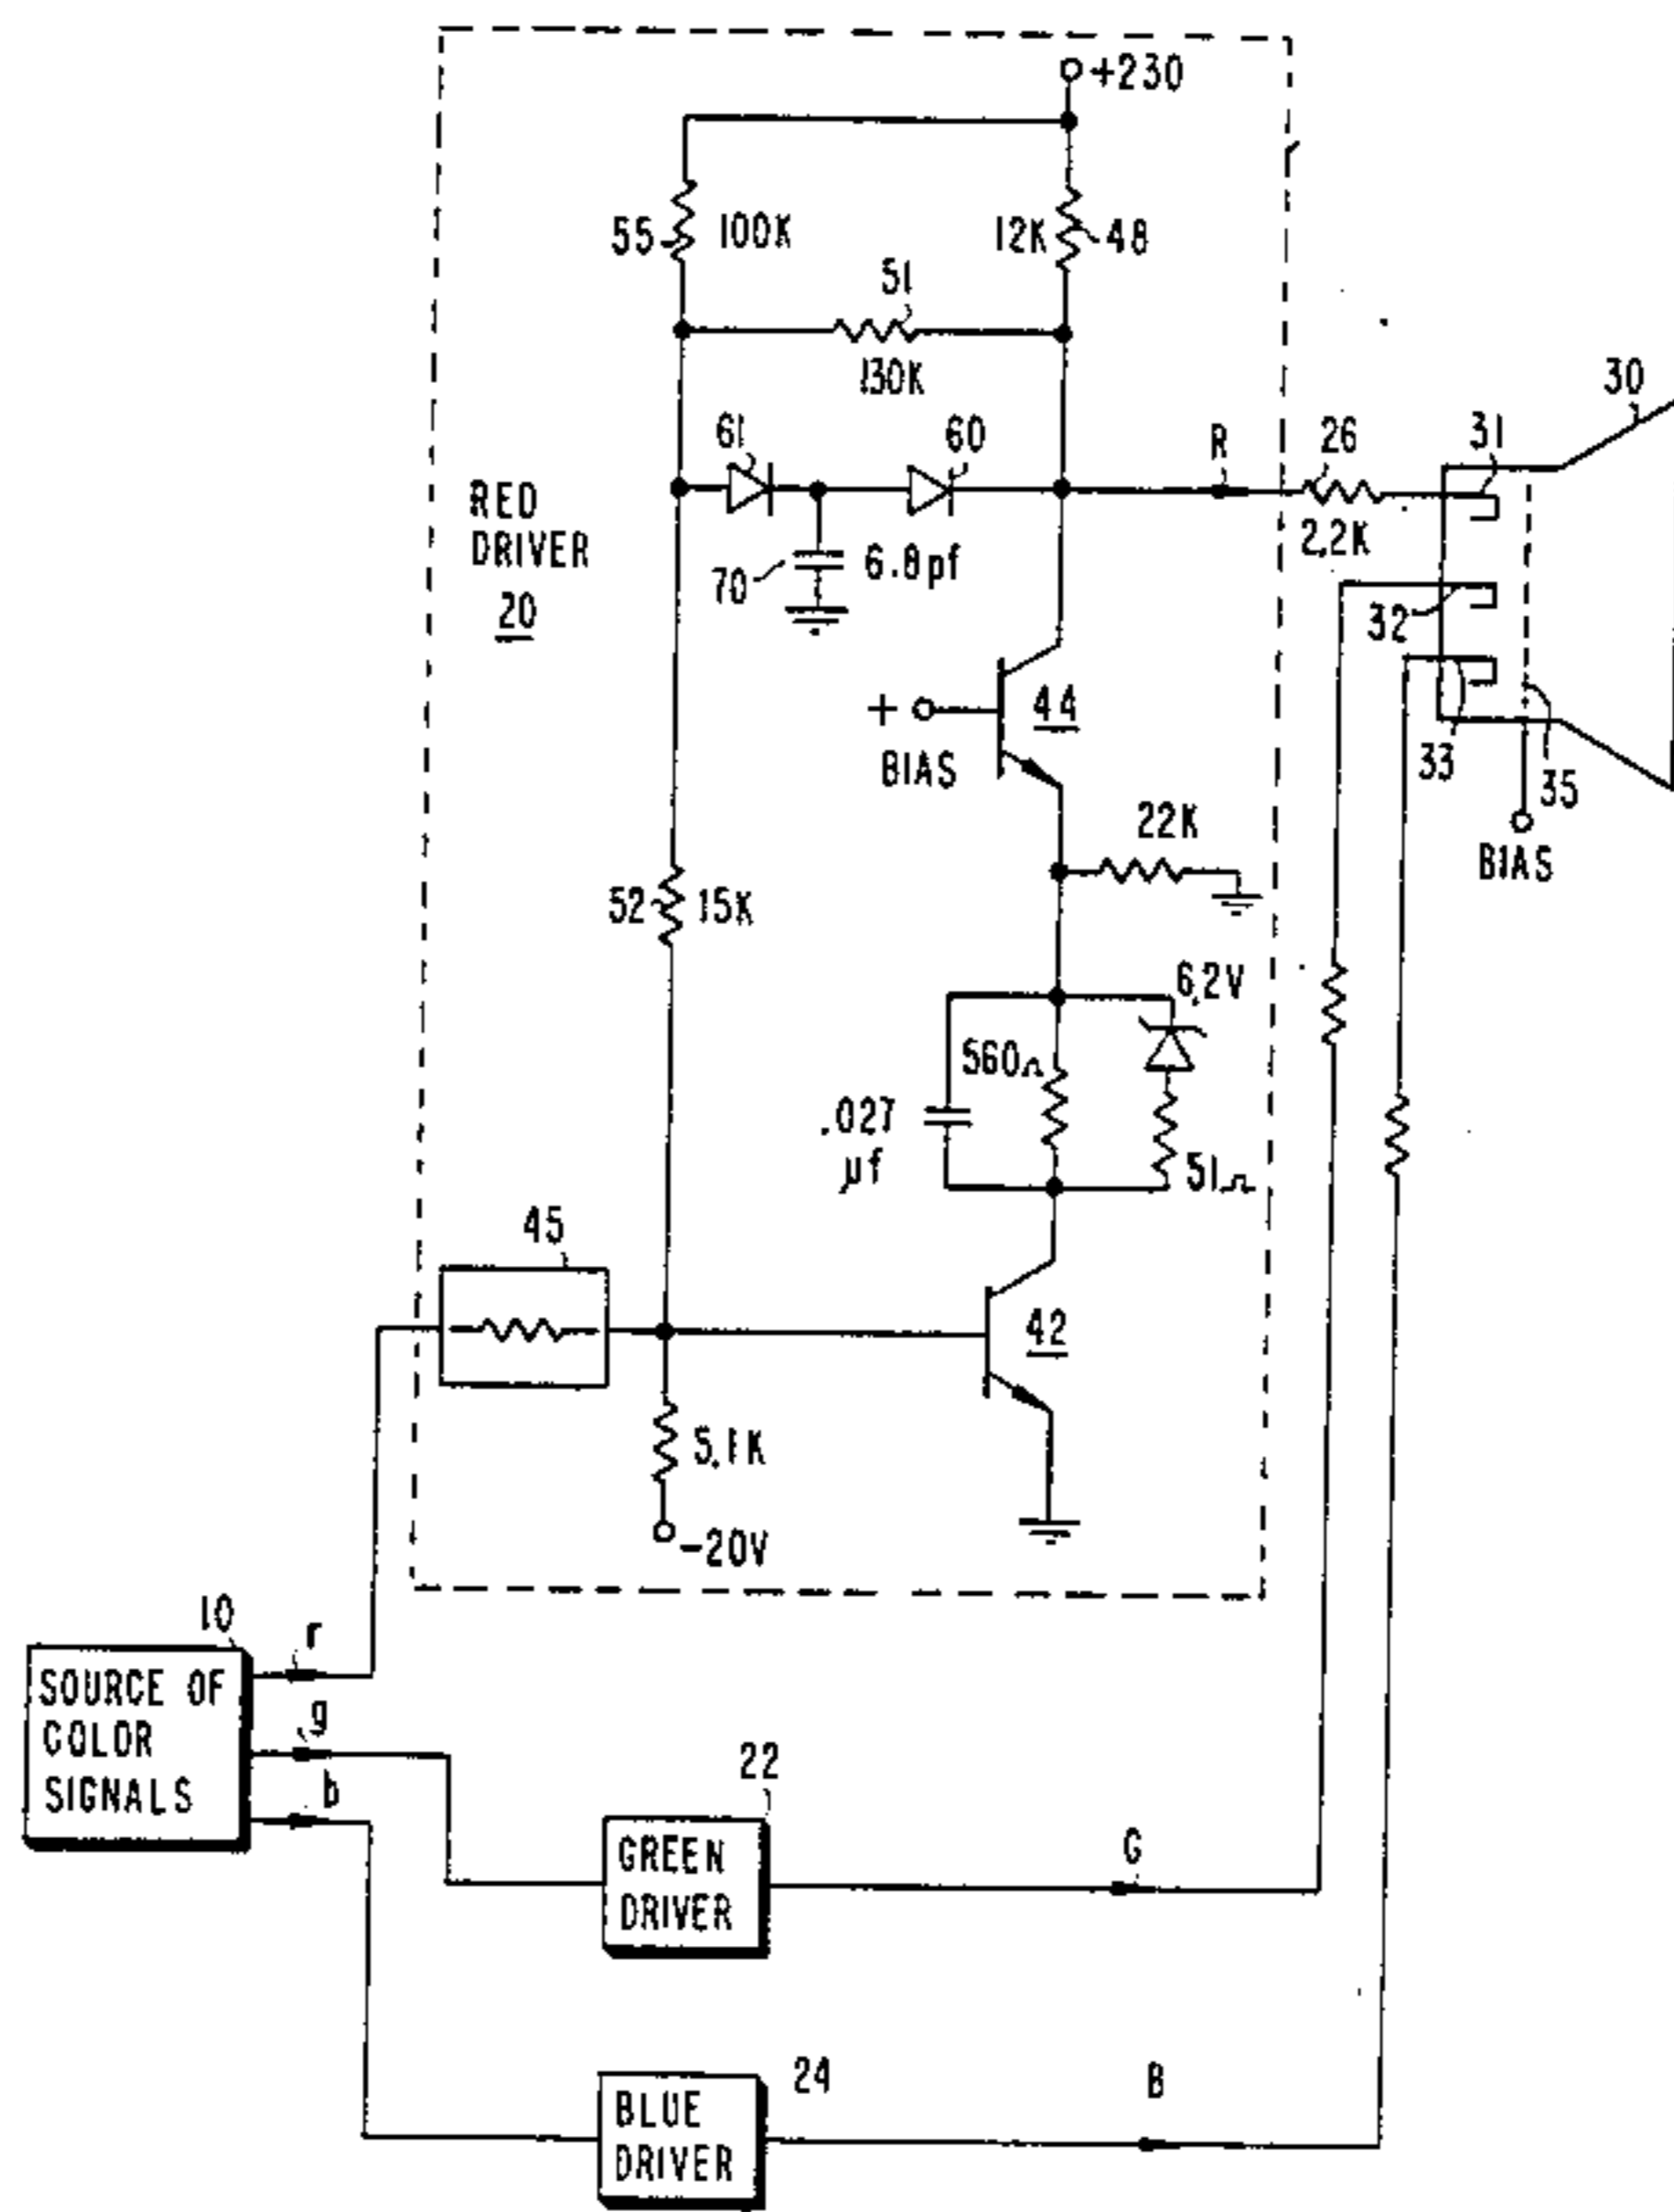 +230
55
100K
12K
48
51
130K
61
60
R
26
31
30
RED
DRIVER
20
70
6.8pf
2.2K
32
+
BIAS
44
33
35
BIAS
22K
52
15K
6.2V
560Ω
.027
µf
51Ω
45
42
5.1K
-20V
10
r
SOURCE OF
COLOR
SIGNALS
g
b
22
GREEN
DRIVER
G
24
BLUE
DRIVER
B